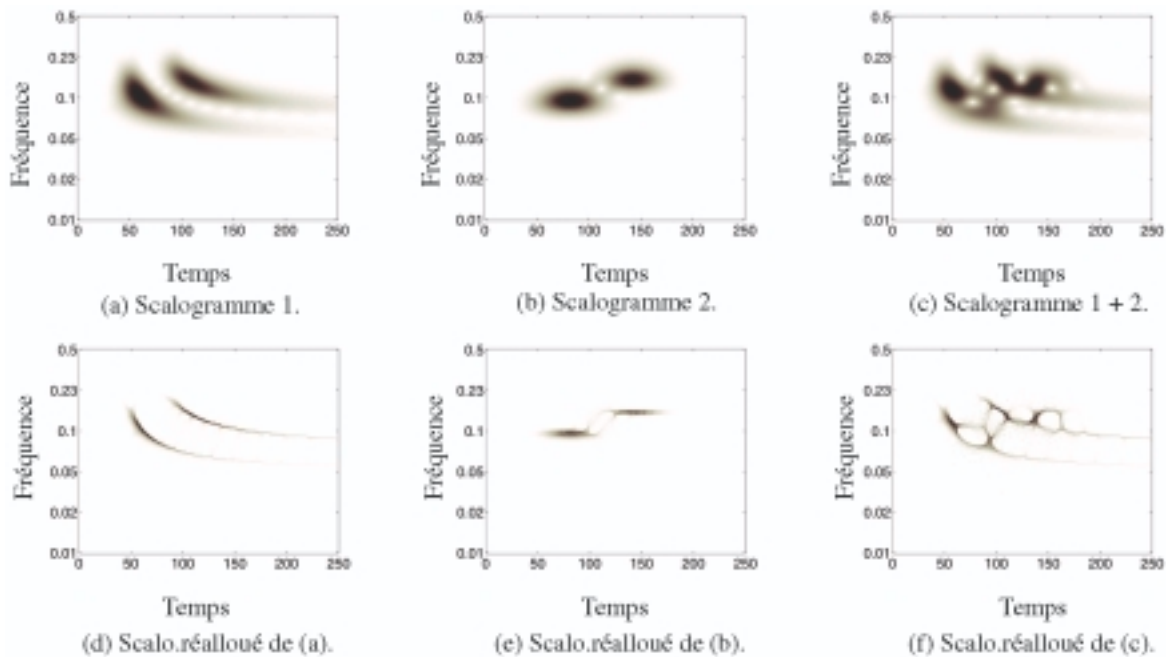 0.5 0.5 0.5
0.23 0.23 0.23
0.1 0.1 0.1
0.05 0.05 0.05
0.02 0.02 0.02
0.01 0.01 0.01
Fréquence Fréquence Fréquence
0 50 100 150 200 250 0 50 100 150 200 250 0 50 100 150 200 250
Temps Temps Temps
(a) Scalogramme 1. (b) Scalogramme 2. (c) Scalogramme 1 + 2.
0.5 0.5 0.5
0.23 0.23 0.23
0.1 0.1 0.1
0.05 0.05 0.05
0.02 0.02 0.02
0.01 0.01 0.01
Fréquence Fréquence Fréquence
0 50 100 150 200 250 0 50 100 150 200 250 0 50 100 150 200 250
Temps Temps Temps
(d) Scalo.réalloué de (a). (e) Scalo.réalloué de (b). (f) Scalo.réalloué de (c).